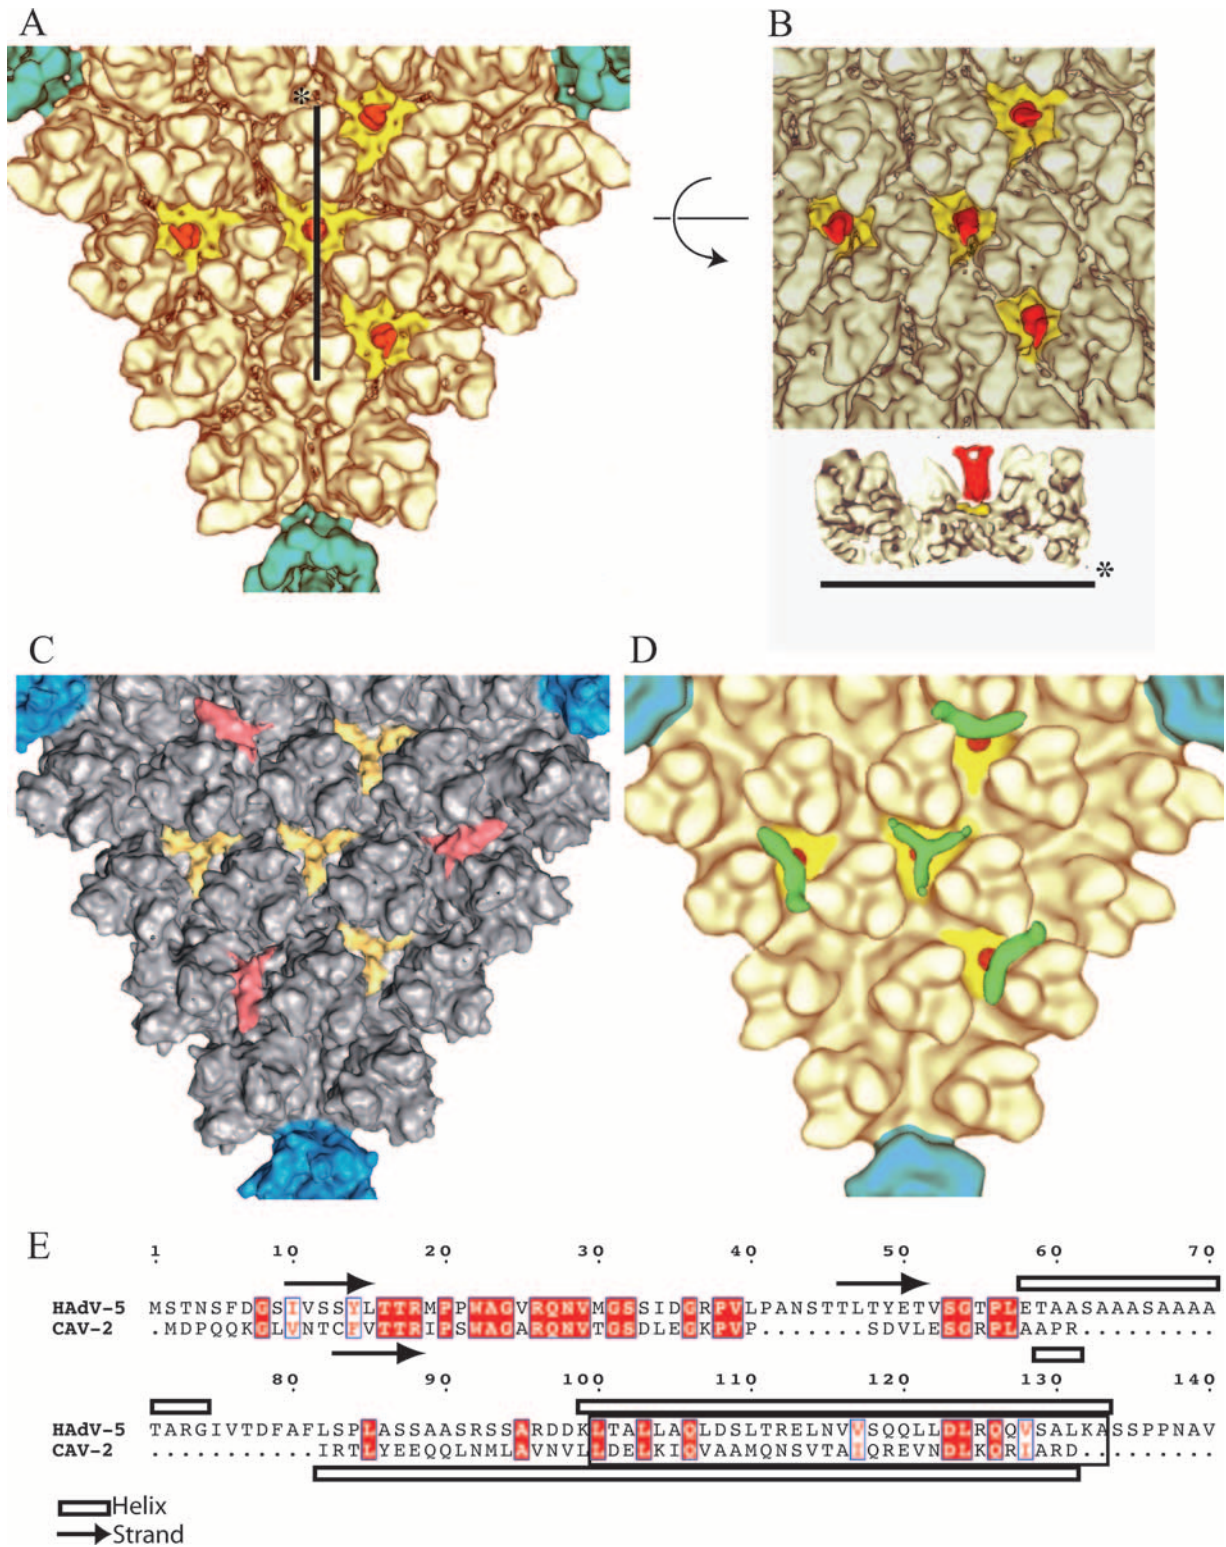 A
B
*
*
C
D
E
1 10 20 30 40 50 60 70
HAdV-5 MSTNSFDGSIVSSYLTTRMPPWAGVRQNVMGSSIDGRPVLPANSTTLTYETVSGTPLETAASAAASAAAA
CAV-2 .MDPQQKGLVNTCFVTTRIPSWAGARQNVTGSDLEGKPVP.......SDVLESGRPLAAPR.........
80 90 100 110 120 130 140
HAdV-5 TARGIVTDFAFLSPLASSAASRSSARDDKLTALLAQLDSLTRELNVVSQQLLDLRQQVSALKASSPPNAV
CAV-2 ...........IRTLYEEQQLNMLAVNVLLDELKIQVAAMQNSVTAIQREVNDLKQRIARD.........
Helix
Strand